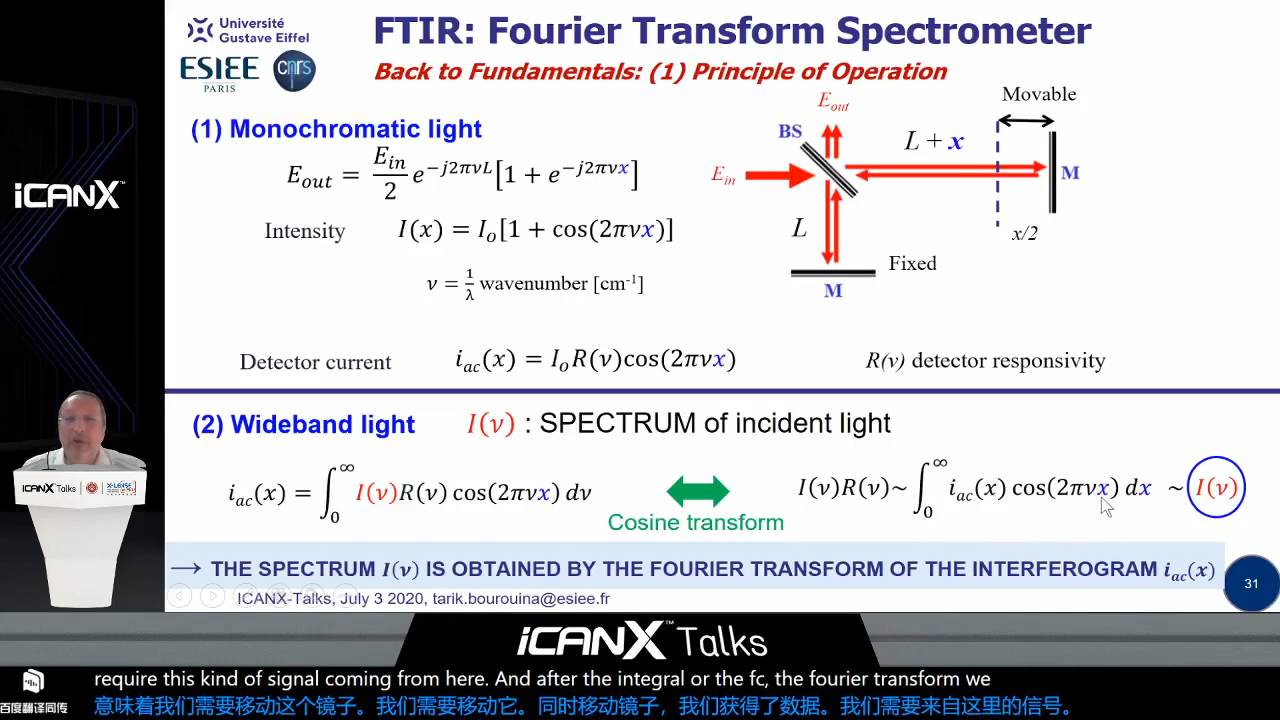 Université
Gustave Eiffel
ESIEE
PARIS
cnrs
FTIR: Fourier Transform Spectrometer
Back to Fundamentals: (1) Principle of Operation
(1) Monochromatic light
E_out = E_in/2 e^{-j2πνL}[1 + e^{-j2πνx}]
Intensity I(x) = I_o[1 + cos(2πνx)]
ν = 1/λ wavenumber [cm⁻¹]
Detector current i_ac(x) = I_o R(ν)cos(2πνx) R(ν) detector responsivity
E_out
Movable
BS
L + x
E_in
M
L
x/2
Fixed
M
(2) Wideband light I(ν) : SPECTRUM of incident light
i_ac(x) = ∫_0^∞ I(ν)R(ν) cos(2πνx) dν
Cosine transform
I(ν)R(ν)~ ∫_0^∞ i_ac(x) cos(2πνx) dx ~ I(ν)
→ THE SPECTRUM I(ν) IS OBTAINED BY THE FOURIER TRANSFORM OF THE INTERFEROGRAM i_ac(x)
ICANX-Talks, July 3 2020, tarik.bourouina@esiee.fr
31
iCANX™
iCANX Talks
X-LENSE
iCANX™ Talks
require this kind of signal coming from here. And after the integral or the fc, the fourier transform we
百度翻译同传
意味着我们需要移动这个镜子。我们需要移动它。同时移动镜子，我们获得了数据。我们需要来自这里的信号。